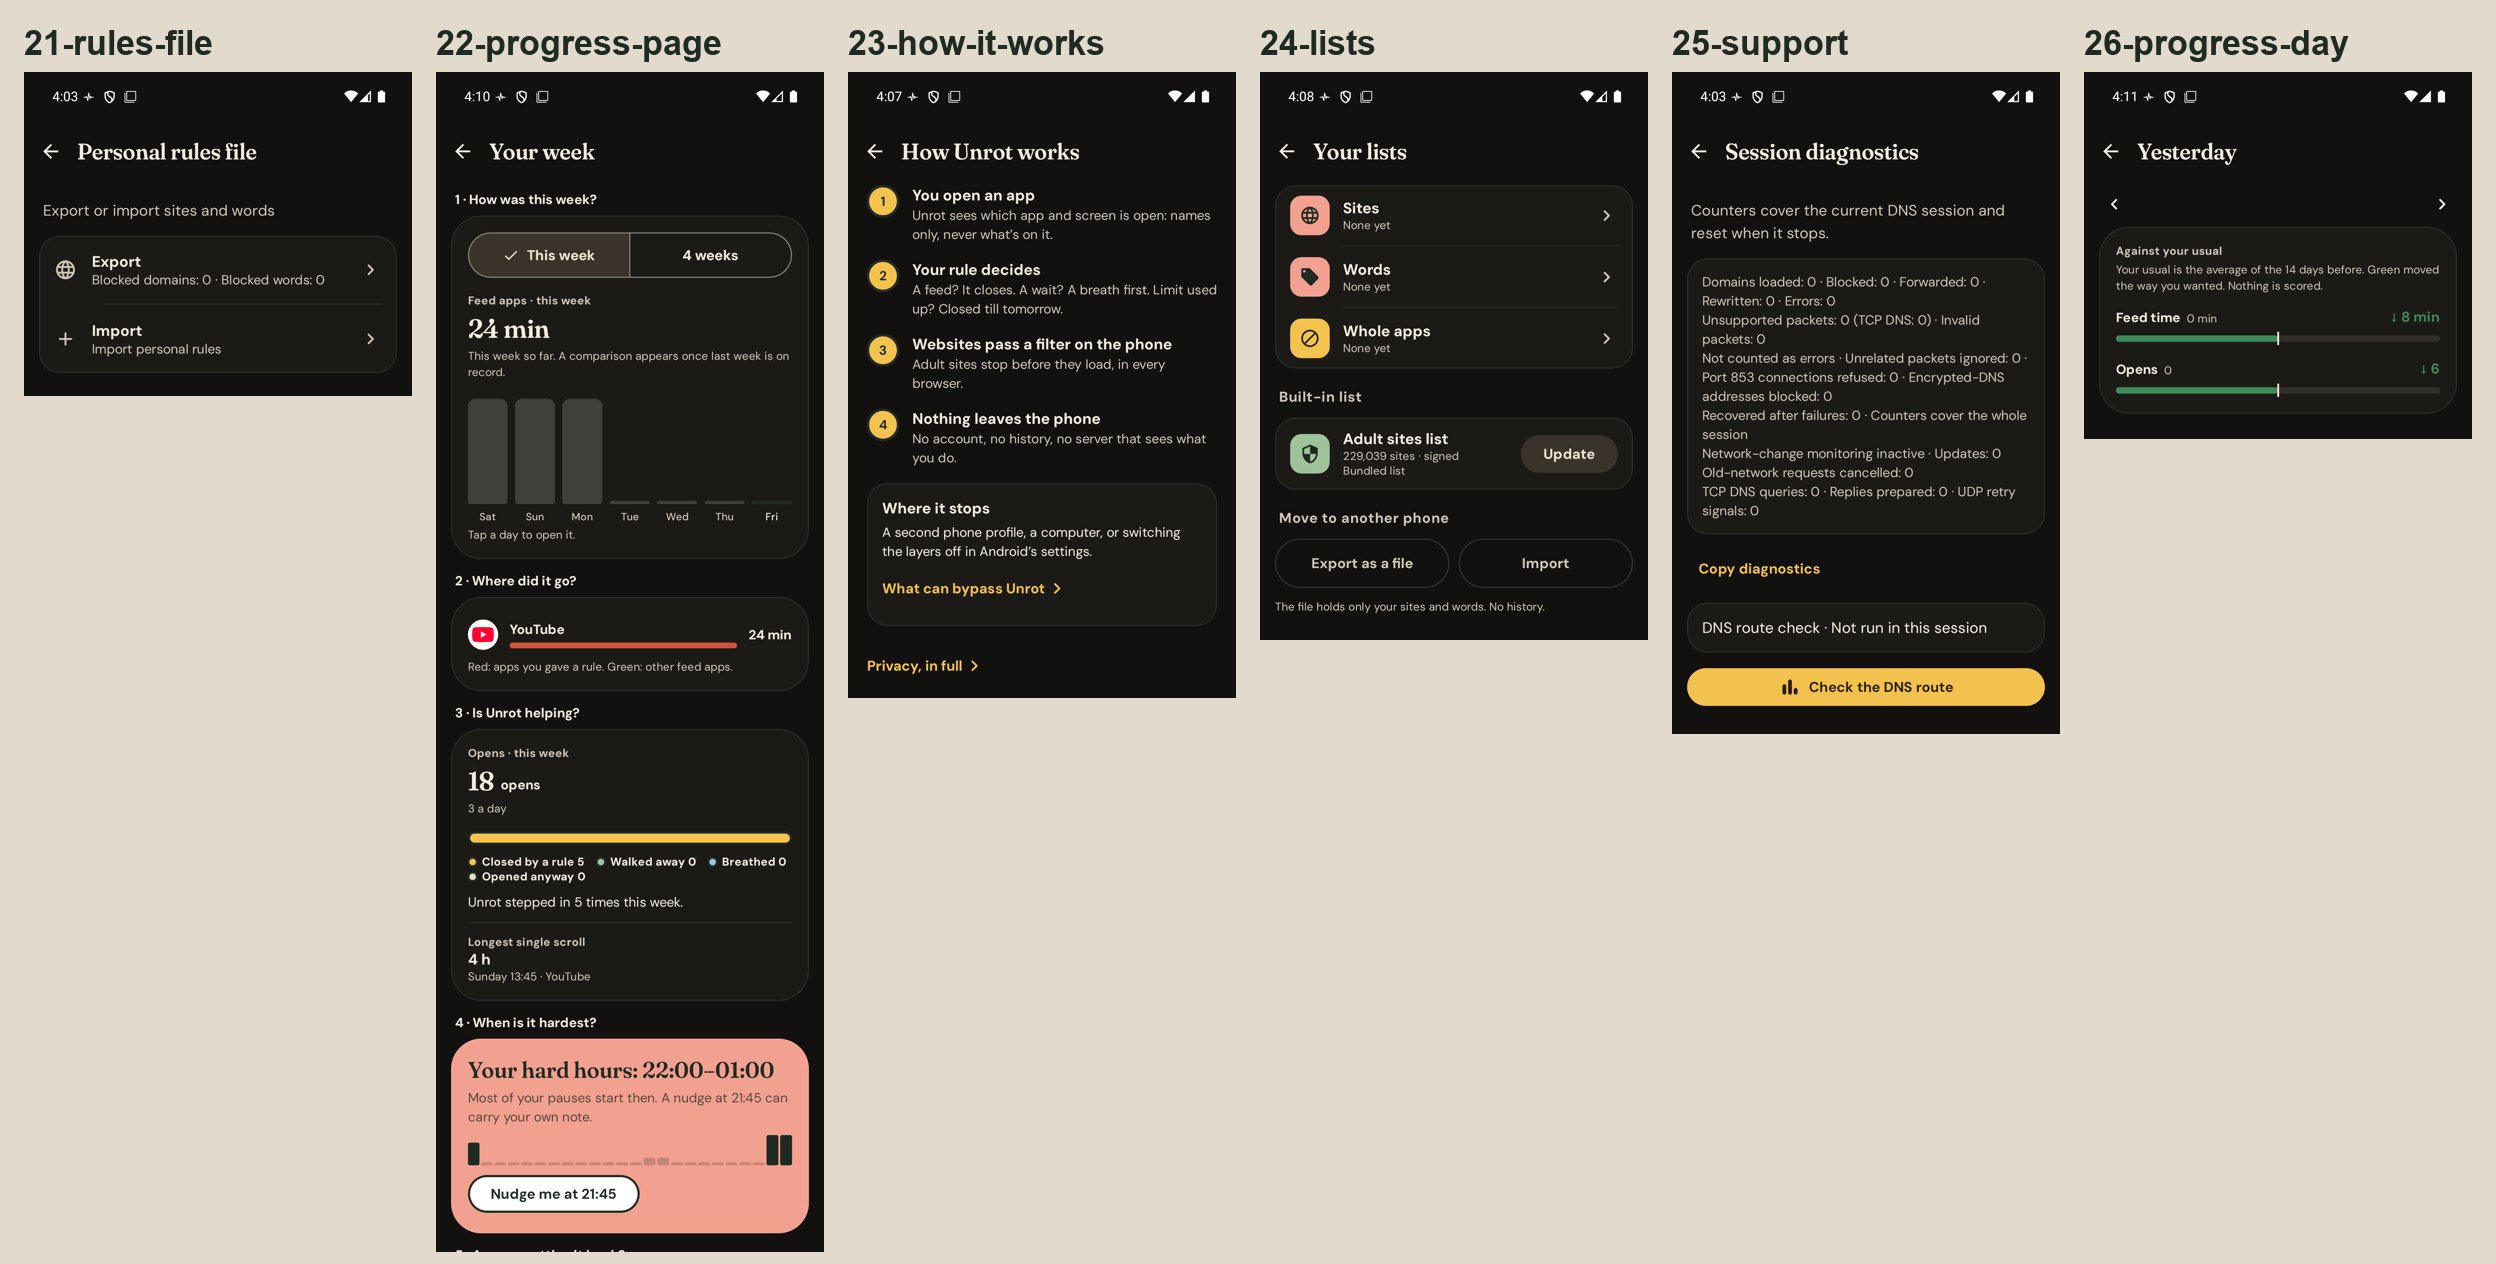 21-rules-file
4:03
Personal rules file
Export or import sites and words
Export
Blocked domains: 0 · Blocked words: 0
Import
Import personal rules
22-progress-page
4:10
Your week
1 · How was this week?
This week
4 weeks
Feed apps · this week
24 min
This week so far. A comparison appears once last week is on
record.
Sat Sun Mon Tue Wed Thu Fri
Tap a day to open it.
2 · Where did it go?
YouTube
24 min
Red: apps you gave a rule. Green: other feed apps.
3 · Is Unrot helping?
Opens · this week
18 opens
3 a day
Closed by a rule 5 Walked away 0 Breathed 0
Opened anyway 0
Unrot stepped in 5 times this week.
Longest single scroll
4 h
Sunday 13:45 · YouTube
4 · When is it hardest?
Your hard hours: 22:00–01:00
Most of your pauses start then. A nudge at 21:45 can
carry your own note.
Nudge me at 21:45
23-how-it-works
4:07
How Unrot works
1
You open an app
Unrot sees which app and screen is open: names
only, never what's on it.
2
Your rule decides
A feed? It closes. A wait? A breath first. Limit used
up? Closed till tomorrow.
3
Websites pass a filter on the phone
Adult sites stop before they load, in every
browser.
4
Nothing leaves the phone
No account, no history, no server that sees what
you do.
Where it stops
A second phone profile, a computer, or switching
the layers off in Android's settings.
What can bypass Unrot
Privacy, in full
24-lists
4:08
Your lists
Sites
None yet
Words
None yet
Whole apps
None yet
Built-in list
Adult sites list
229,039 sites · signed
Bundled list
Update
Move to another phone
Export as a file
Import
The file holds only your sites and words. No history.
25-support
4:03
Session diagnostics
Counters cover the current DNS session and
reset when it stops.
Domains loaded: 0 · Blocked: 0 · Forwarded: 0 ·
Rewritten: 0 · Errors: 0
Unsupported packets: 0 (TCP DNS: 0) · Invalid
packets: 0
Not counted as errors · Unrelated packets ignored: 0 ·
Port 853 connections refused: 0 · Encrypted-DNS
addresses blocked: 0
Recovered after failures: 0 · Counters cover the whole
session
Network-change monitoring inactive · Updates: 0
Old-network requests cancelled: 0
TCP DNS queries: 0 · Replies prepared: 0 · UDP retry
signals: 0
Copy diagnostics
DNS route check · Not run in this session
Check the DNS route
26-progress-day
4:11
Yesterday
Against your usual
Your usual is the average of the 14 days before. Green moved
the way you wanted. Nothing is scored.
Feed time 0 min
↓ 8 min
Opens 0
↓ 6